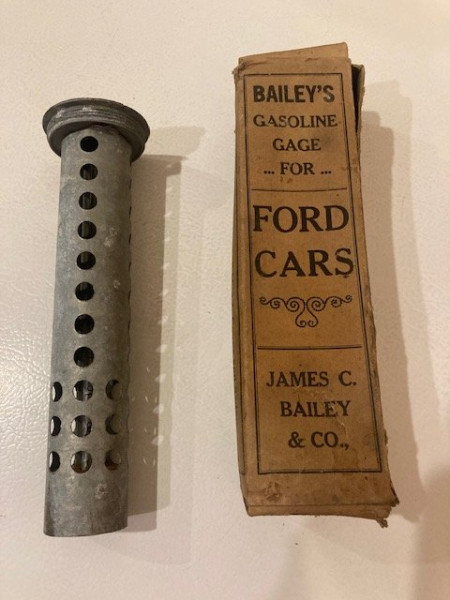 BAILEY'S
GASOLINE
GAGE
... FOR ...
FORD
CARS
JAMES C.
BAILEY
& CO.,